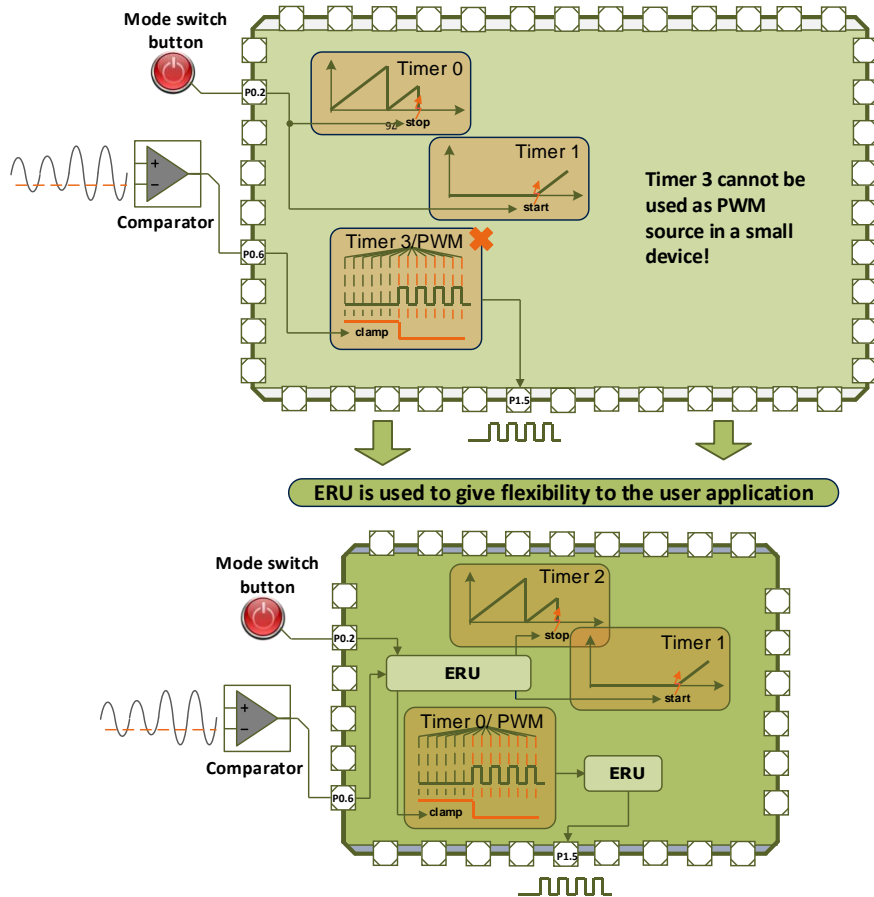 Mode switch
button
P0.2
Timer 0
stop
Timer 1
start
+
−
Comparator
P0.6
Timer 3/PWM
clamp
Timer 3 cannot be
used as PWM
source in a small
device!
P1.5
ERU is used to give flexibility to the user application
Mode switch
button
P0.2
Timer 2
stop
Timer 1
start
ERU
+
−
Comparator
P0.6
Timer 0/ PWM
clamp
ERU
P1.5